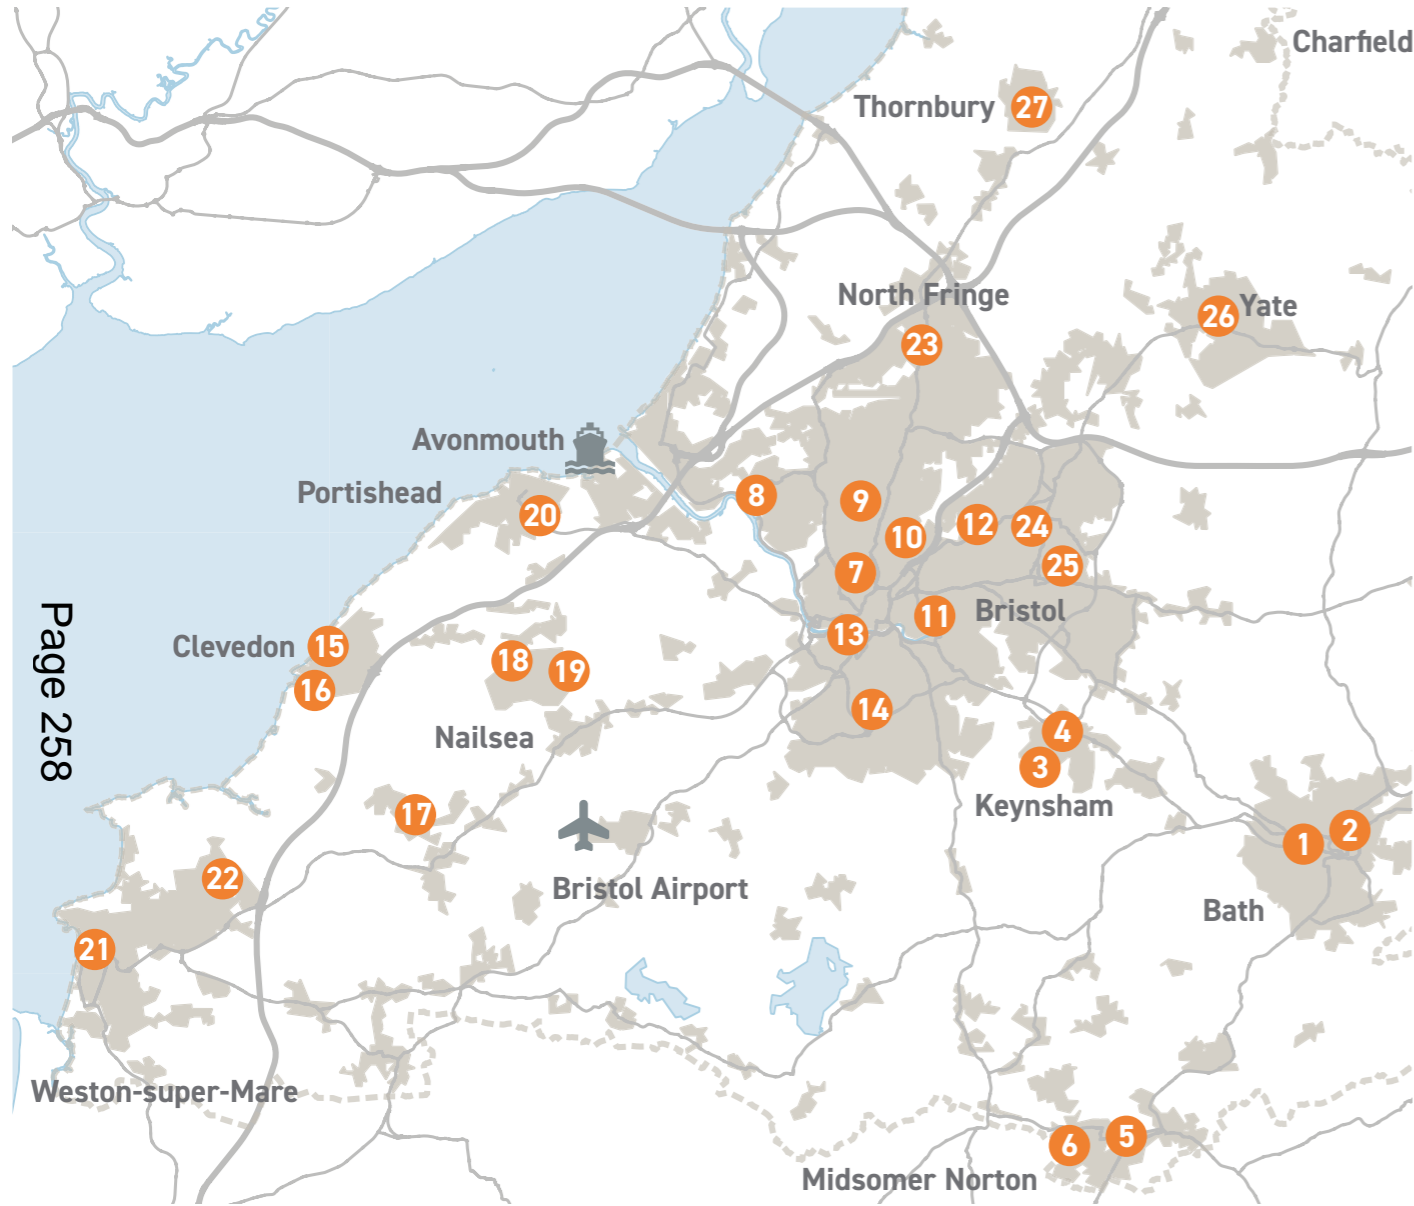 Charfield
Thornbury
27
North Fringe
26
Yate
23
Avonmouth
Portishead
20
8
9
10
12
24
25
7
11
Bristol
13
Clevedon
15
16
18
19
14
Nailsea
4
3
Keynsham
Page 258
17
1
2
22
Bristol Airport
Bath
21
Weston-super-Mare
6
5
Midsomer Norton